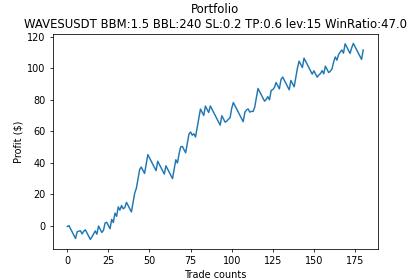 Portfolio
WAVESUSDT BBM:1.5 BBL:240 SL:0.2 TP:0.6 lev:15 WinRatio:47.0
120
100
80
60
40
20
0
Profit ($)
0 25 50 75 100 125 150 175
Trade counts